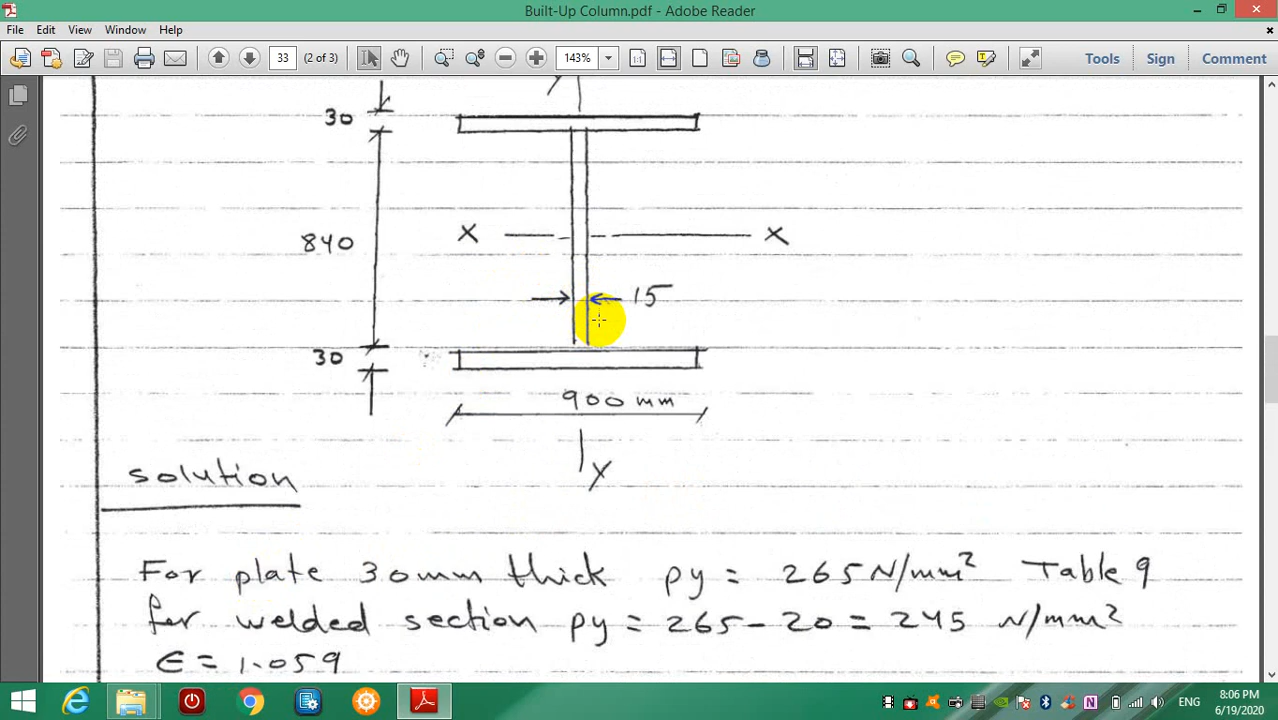 Built-Up Column.pdf - Adobe Reader
File Edit View Window Help
33 (2 of 3) 143% Tools Sign Comment
y
30
840
X X
15
30
900 mm
y
solution
For plate 30mm thick py = 265 N/mm² Table 9
for welded section py = 265 - 20 = 245 N/mm²
ε = 1.059
ENG 8:06 PM
6/19/2020